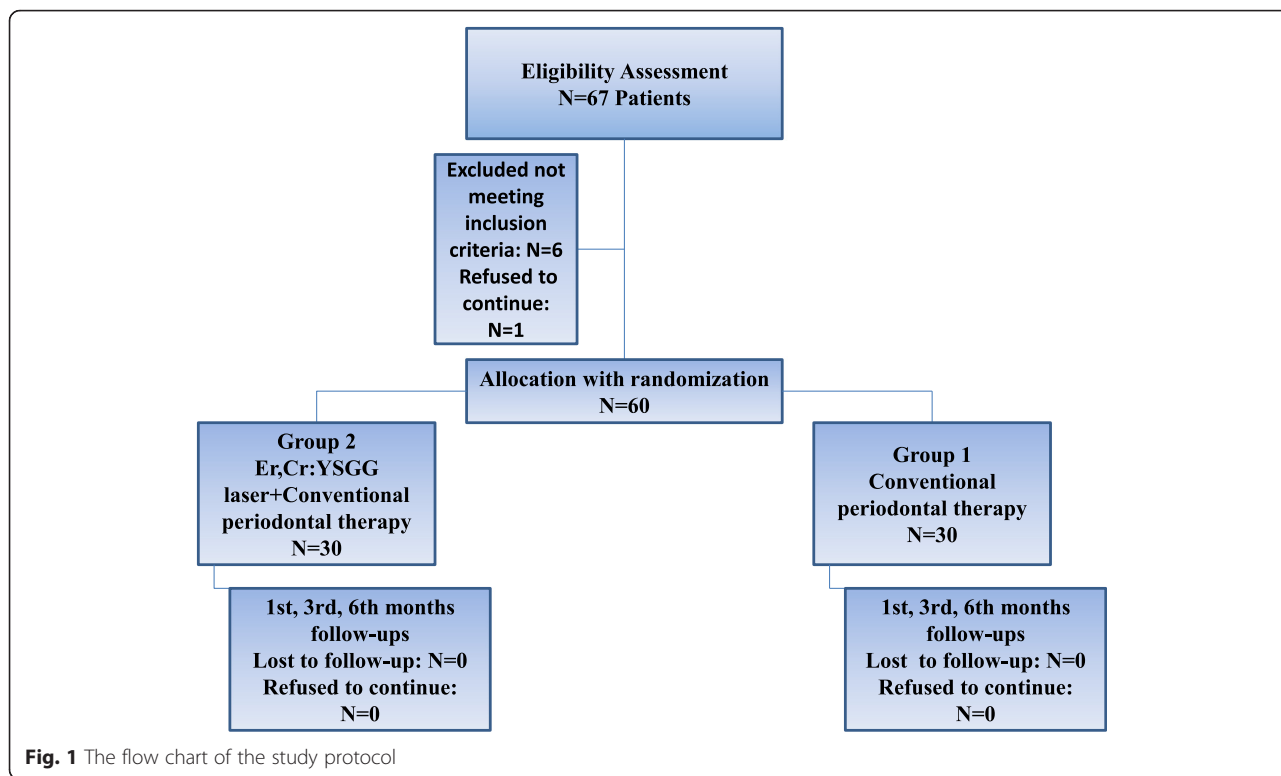 Eligibility Assessment
N=67 Patients
Excluded not
meeting
inclusion
criteria: N=6
Refused to
continue:
N=1
Allocation with randomization
N=60
Group 2
Er,Cr:YSGG
laser+Conventional
periodontal therapy
N=30
Group 1
Conventional
periodontal therapy
N=30
1st, 3rd, 6th months
follow-ups
Lost to follow-up: N=0
Refused to continue:
N=0
1st, 3rd, 6th months
follow-ups
Lost to follow-up: N=0
Refused to continue:
N=0
Fig. 1 The flow chart of the study protocol